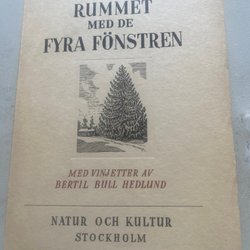 RUMMET
MED DE
FYRA FÖNSTREN
MED VINJETTER AV
BERTIL BULL HEDLUND
NATUR OCH KULTUR
STOCKHOLM